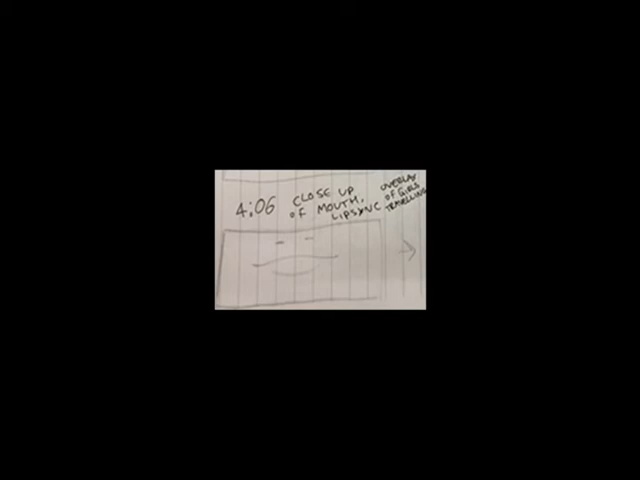 4:06 CLOSE UP
OF MOUTH.
LIPSYNC
OVERLAY
OF GIRLS
TRAVELLING